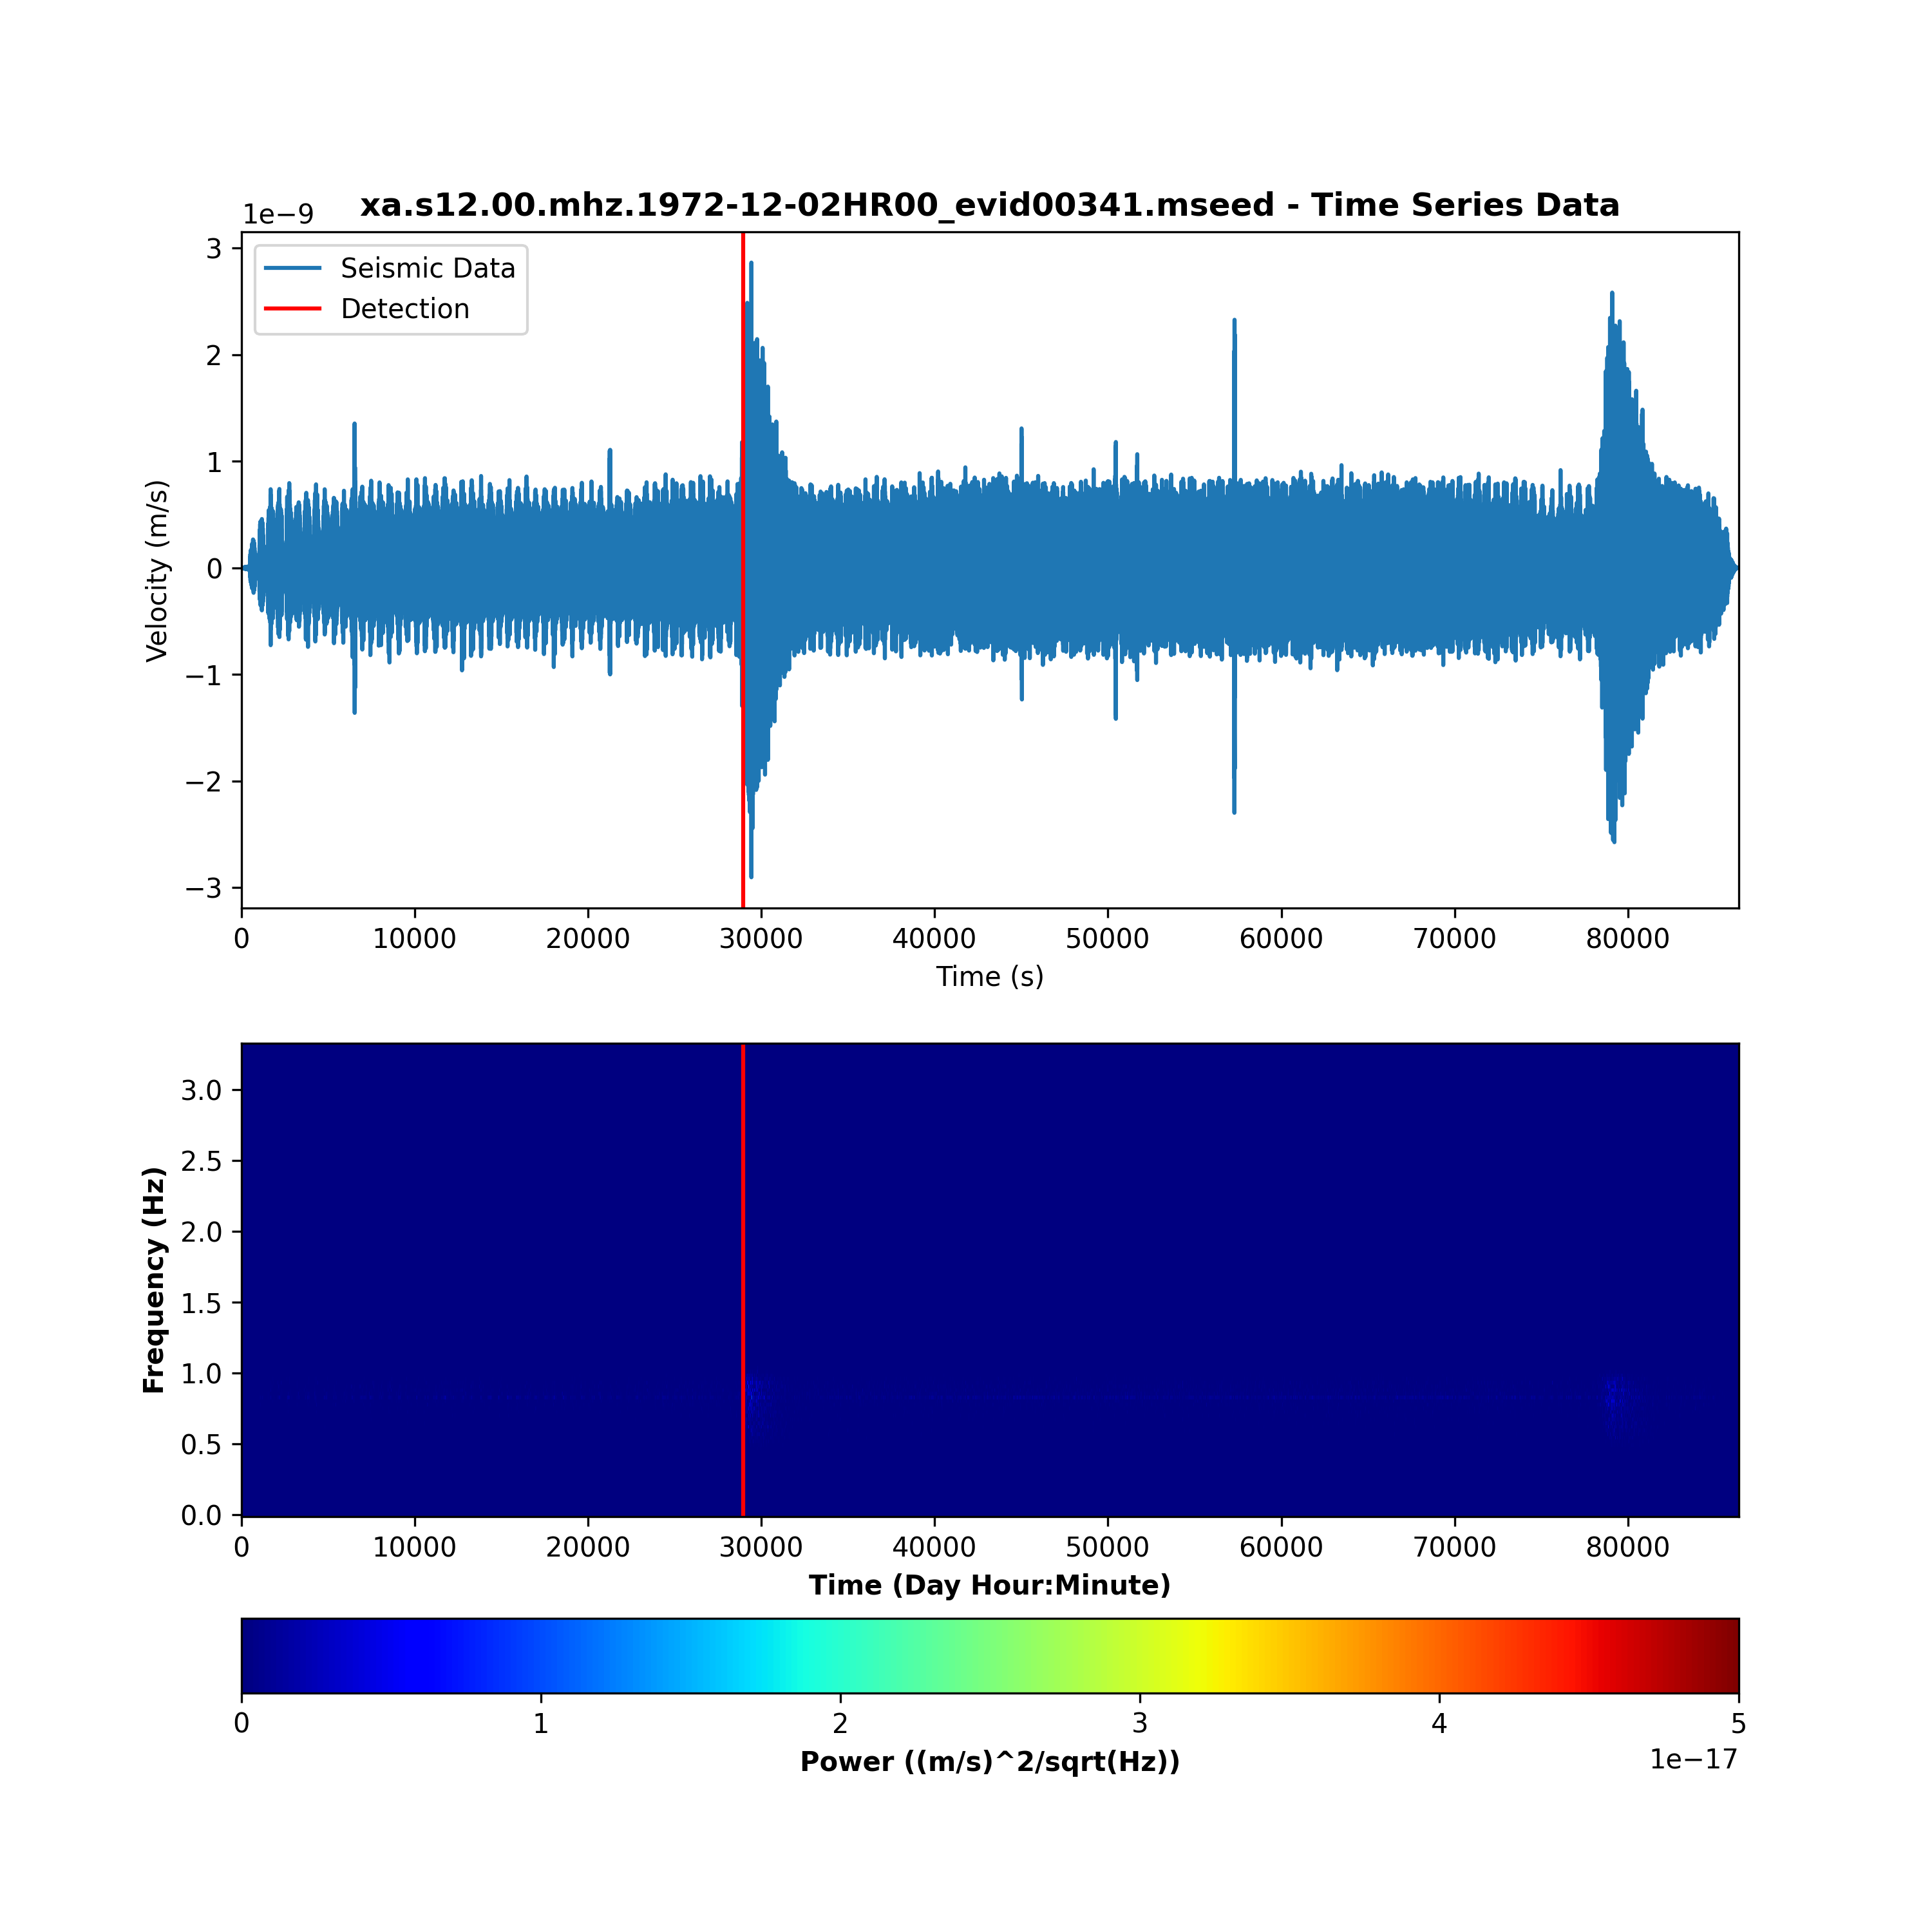 xa.s12.00.mhz.1972-12-02HR00_evid00341.mseed - Time Series Data
1e−9
Seismic Data
Detection
3
2
1
0
−1
−2
−3
Velocity (m/s)
0 10000 20000 30000 40000 50000 60000 70000 80000
Time (s)
3.0
2.5
2.0
1.5
1.0
0.5
0.0
Frequency (Hz)
0 10000 20000 30000 40000 50000 60000 70000 80000
Time (Day Hour:Minute)
0 1 2 3 4 5
Power ((m/s)^2/sqrt(Hz))
1e−17